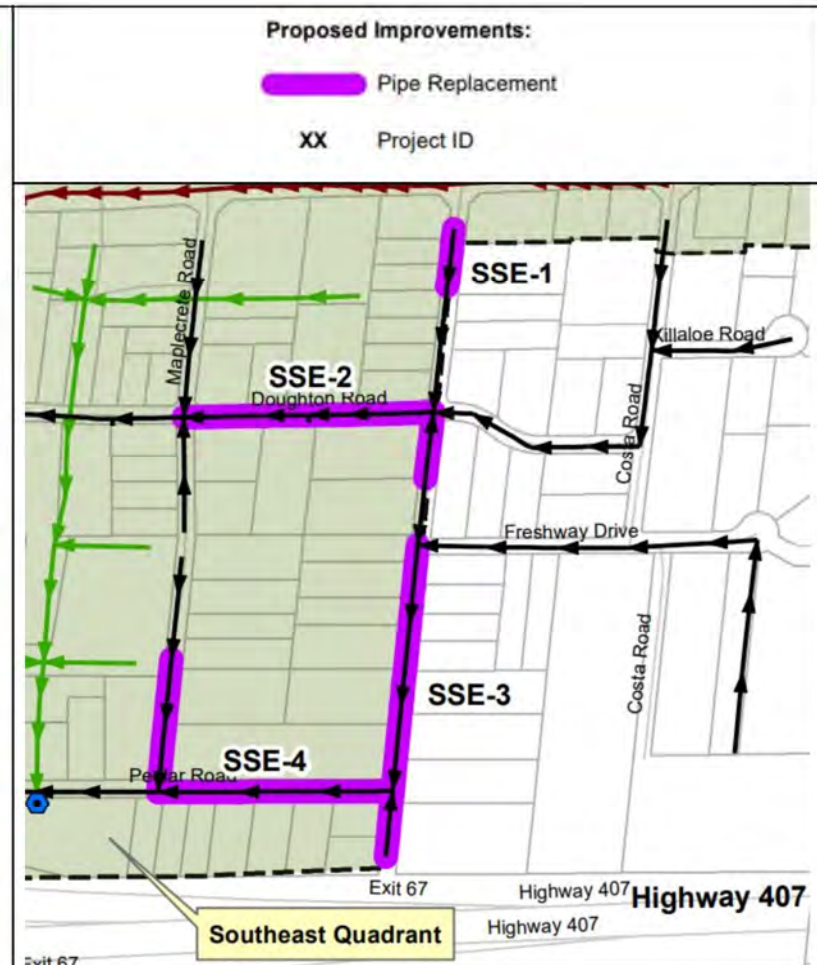 Proposed Improvements:
Pipe Replacement
XX Project ID
SSE-1
Maplecrete Road
Killaloe Road
SSE-2
Doughton Road
Costa Road
Freshway Drive
Costa Road
SSE-3
SSE-4
Road
Exit 67
Highway 407
Highway 407
Southeast Quadrant
Highway 407
Exit 67